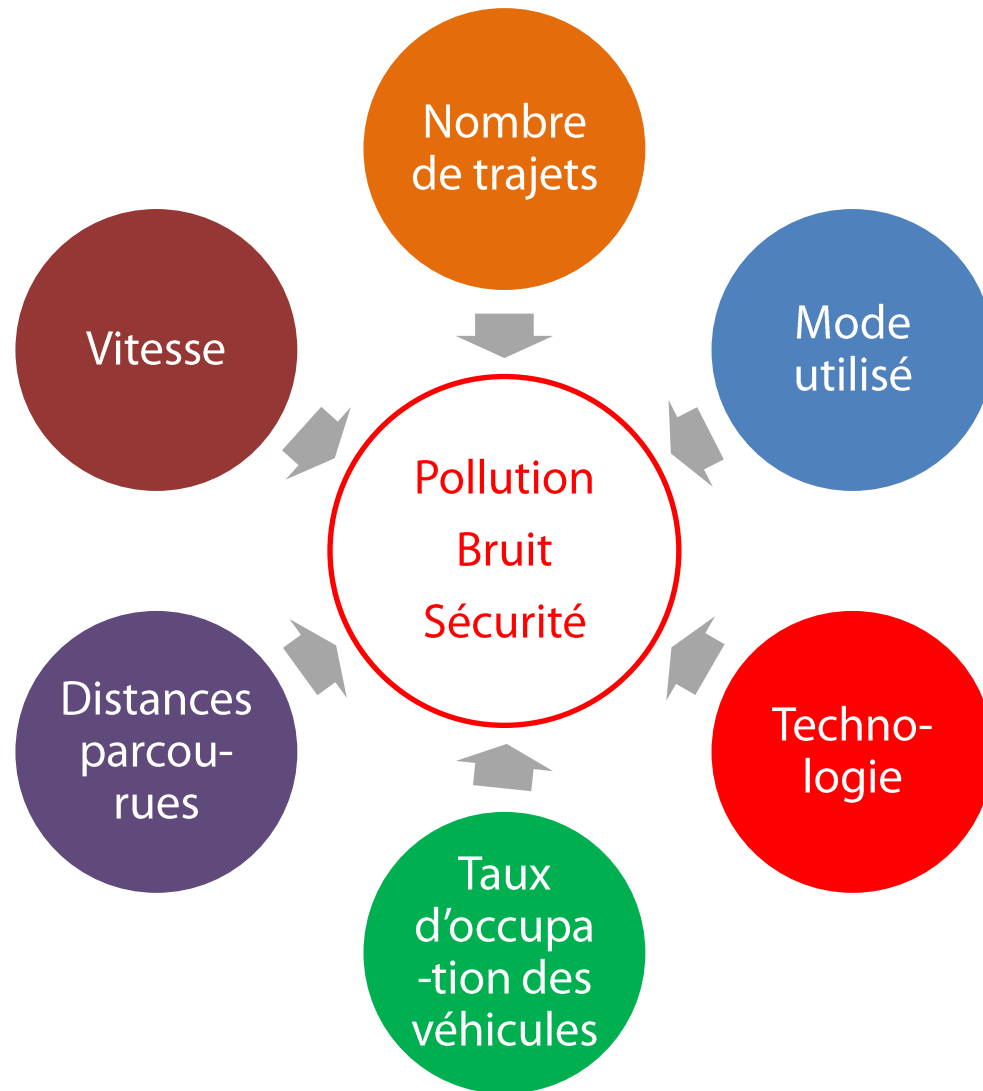 Nombre
de trajets
Vitesse
Mode
utilisé
Pollution
Bruit
Sécurité
Distances
parcou-
rues
Techno-
logie
Taux
d’occupa
-tion des
véhicules